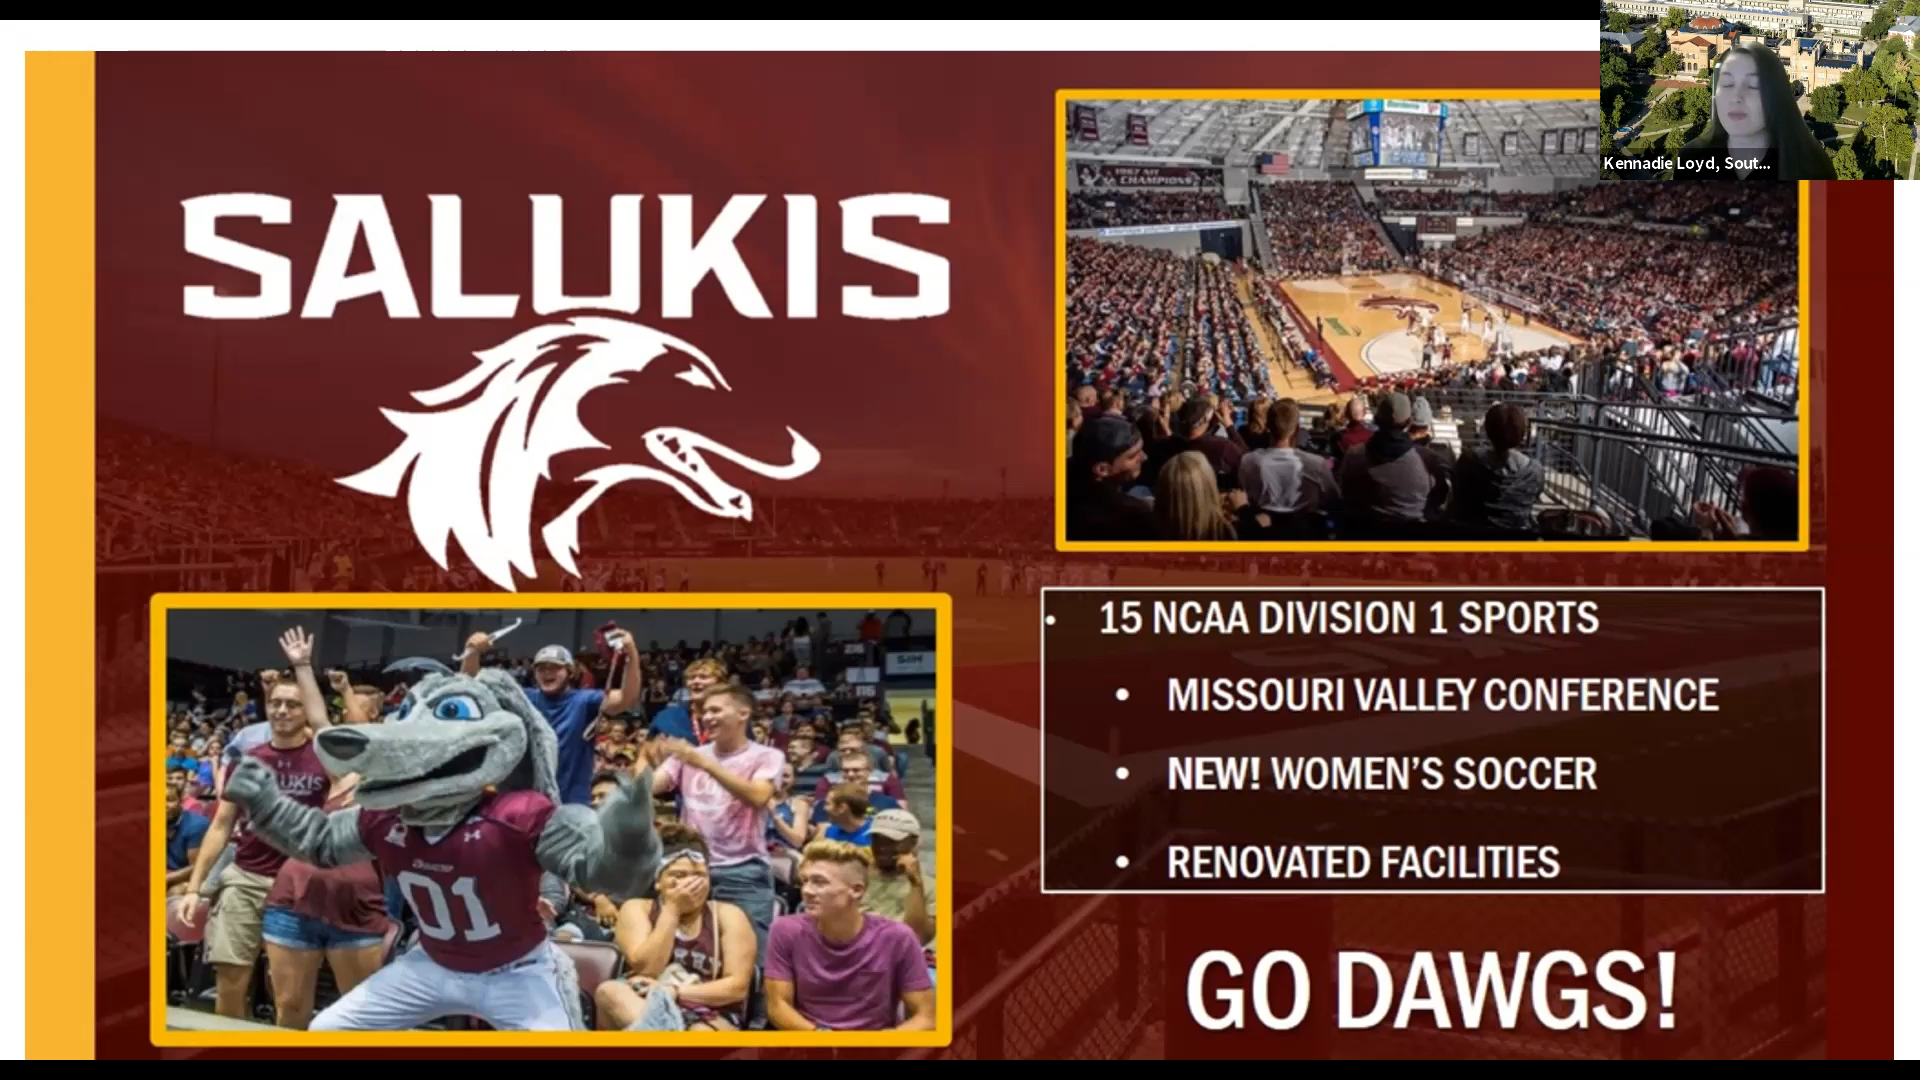 Kennadie Loyd, Sout...
SALUKIS
CHAMPIONS
• 15 NCAA DIVISION 1 SPORTS
• MISSOURI VALLEY CONFERENCE
• NEW! WOMEN'S SOCCER
• RENOVATED FACILITIES
01
GO DAWGS!